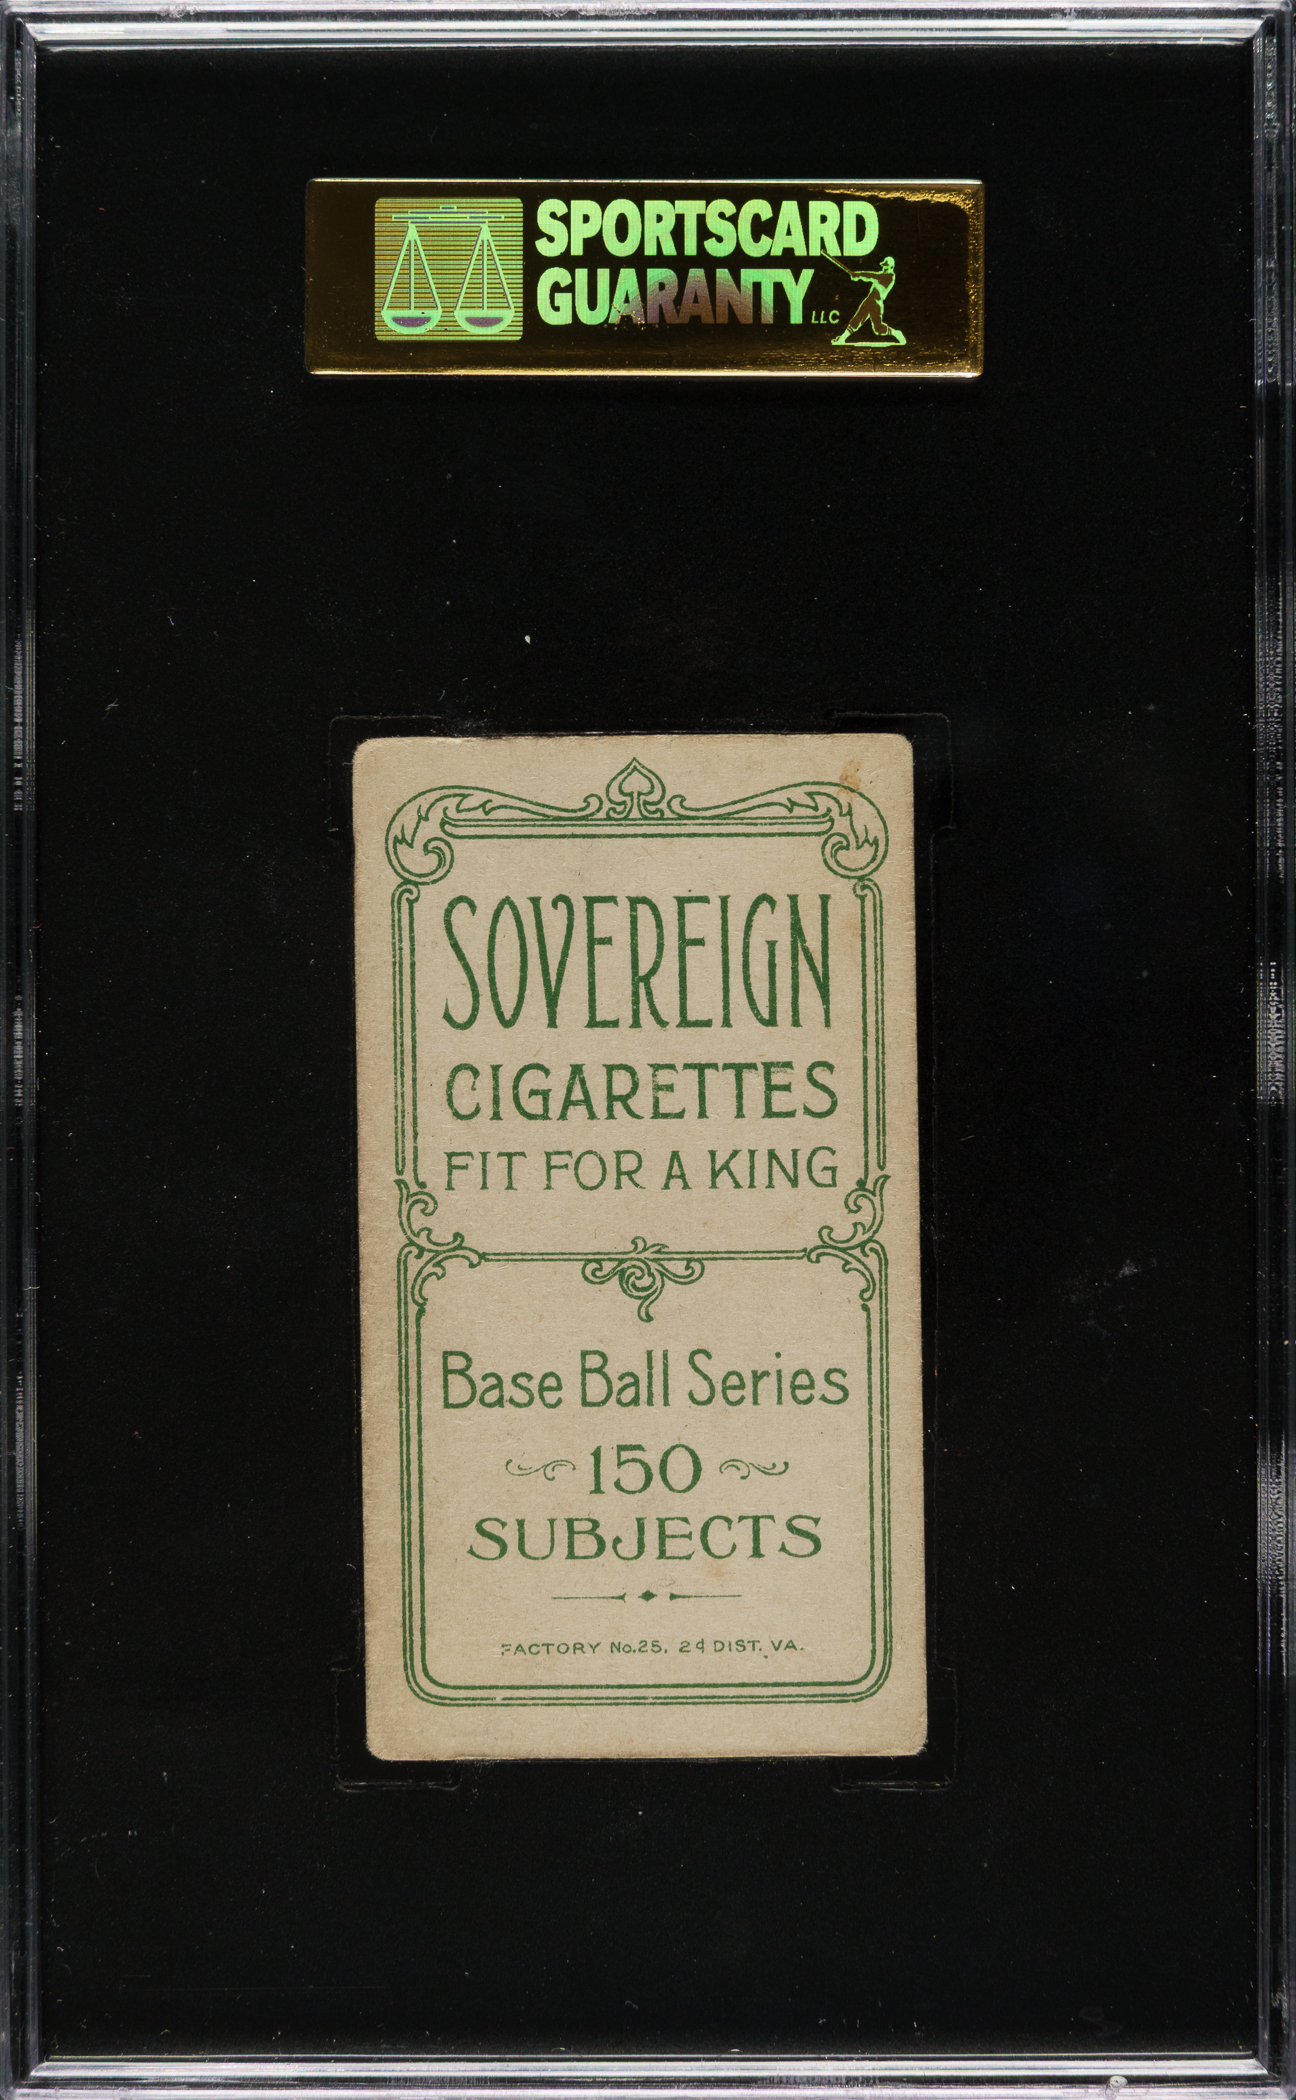 SPORTSCARD
GUARANTY LLC
SOVEREIGN
CIGARETTES
FIT FOR A KING
Base Ball Series
150
SUBJECTS
FACTORY No. 25, 2d DIST. VA.